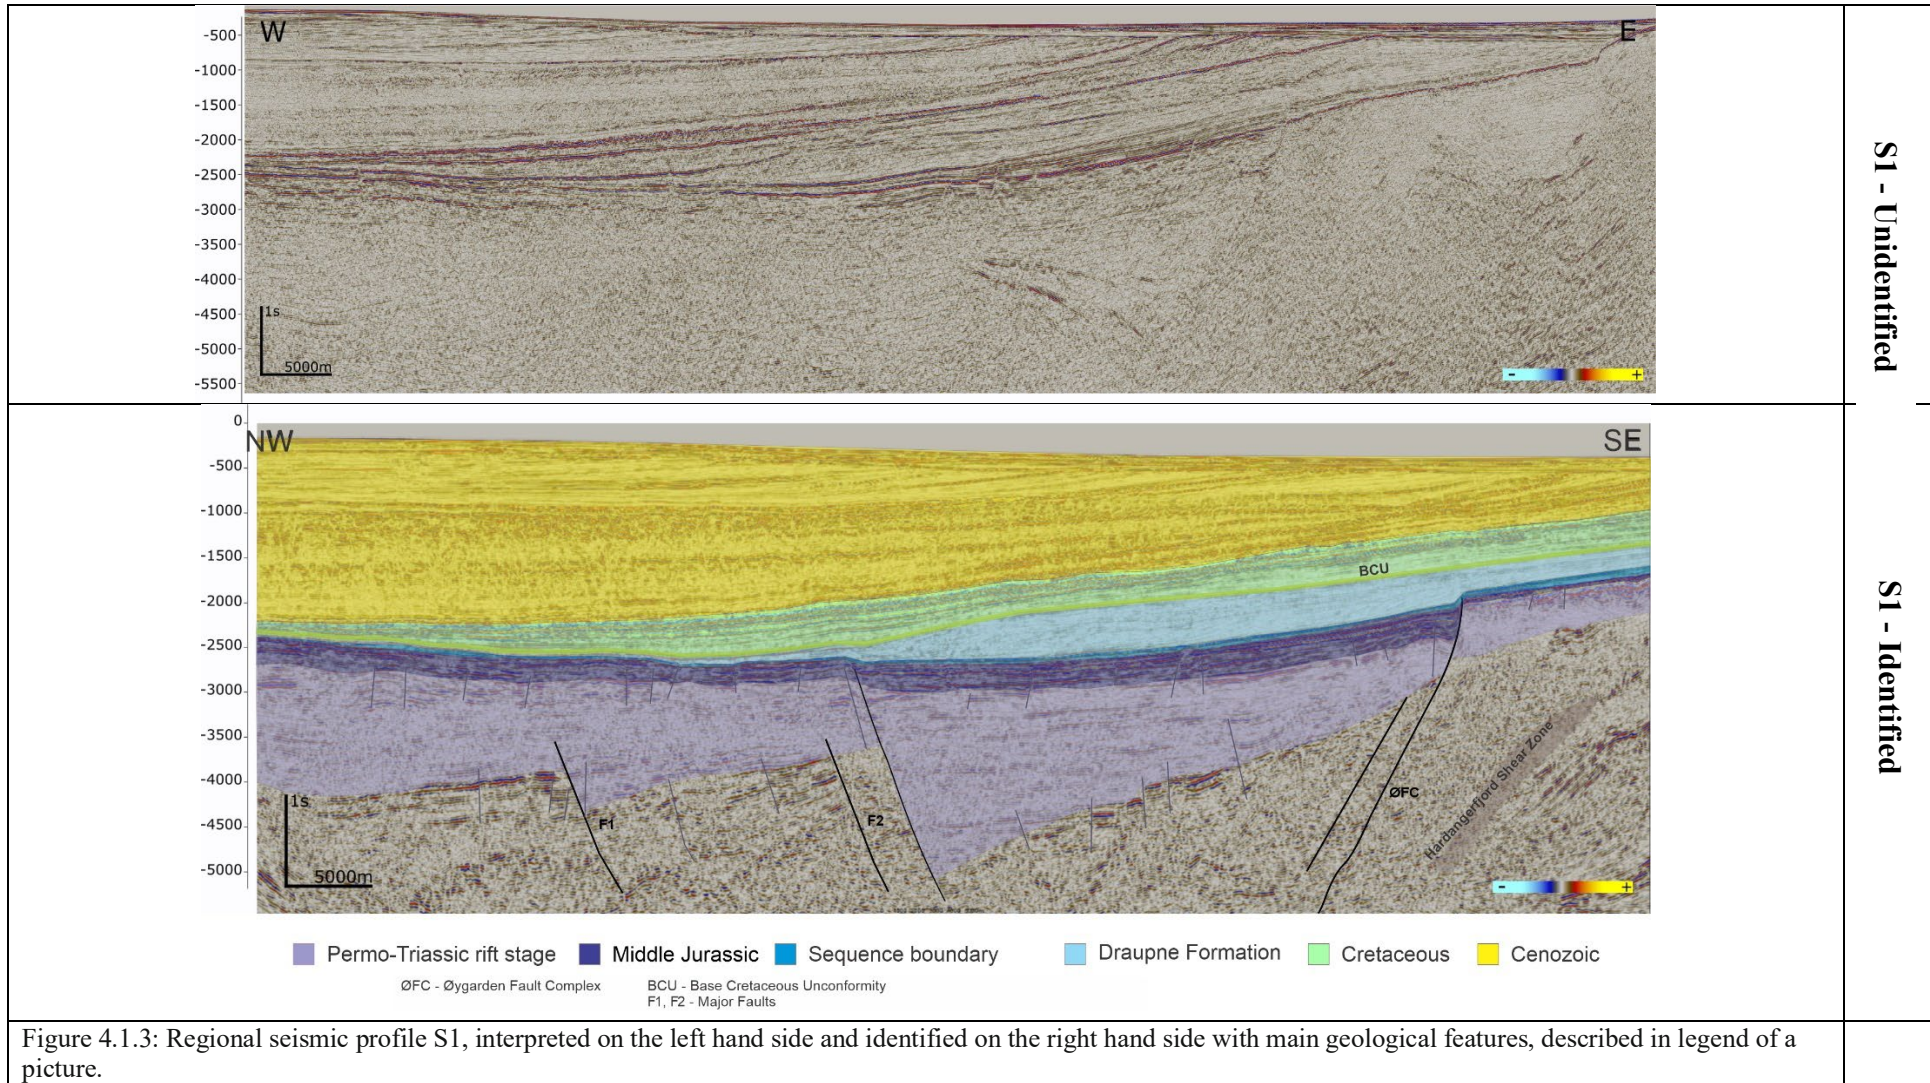 W
E
-500
-1000
-1500
-2000
-2500
-3000
-3500
-4000
-4500
-5000
-5500
1s
5000m
- +
S1 - Unidentified
0
NW
SE
-500
-1000
-1500
-2000
-2500
-3000
-3500
-4000
-4500
-5000
BCU
F1
F2
ØFC
Hardangerfjord Shear Zone
1s
5000m
- +
S1 - Identified
Permo-Triassic rift stage Middle Jurassic Sequence boundary Draupne Formation Cretaceous Cenozoic
ØFC - Øygarden Fault Complex BCU - Base Cretaceous Unconformity
F1, F2 - Major Faults
Figure 4.1.3: Regional seismic profile S1, interpreted on the left hand side and identified on the right hand side with main geological features, described in legend of a
picture.